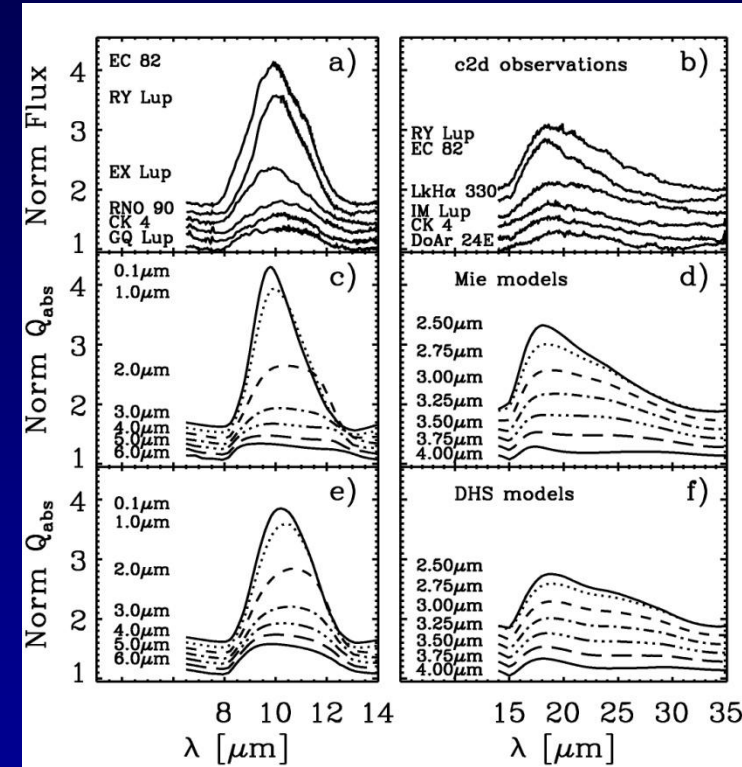 a)
Norm Flux
4
3
2
1
EC 82
RY Lup
EX Lup
RNO 90
CK 4
GQ Lup
b)
c2d observations
RY Lup
EC 82
LkHα 330
IM Lup
CK 4
DoAr 24E
c)
Norm Qabs
4
3
2
1
0.1μm
1.0μm
2.0μm
3.0μm
4.0μm
5.0μm
6.0μm
d)
Mie models
2.50μm
2.75μm
3.00μm
3.25μm
3.50μm
3.75μm
4.00μm
e)
Norm Qabs
4
3
2
1
0.1μm
1.0μm
2.0μm
3.0μm
4.0μm
5.0μm
6.0μm
8 10 12 14
λ [μm]
f)
DHS models
2.50μm
2.75μm
3.00μm
3.25μm
3.50μm
3.75μm
4.00μm
15 20 25 30 35
λ [μm]